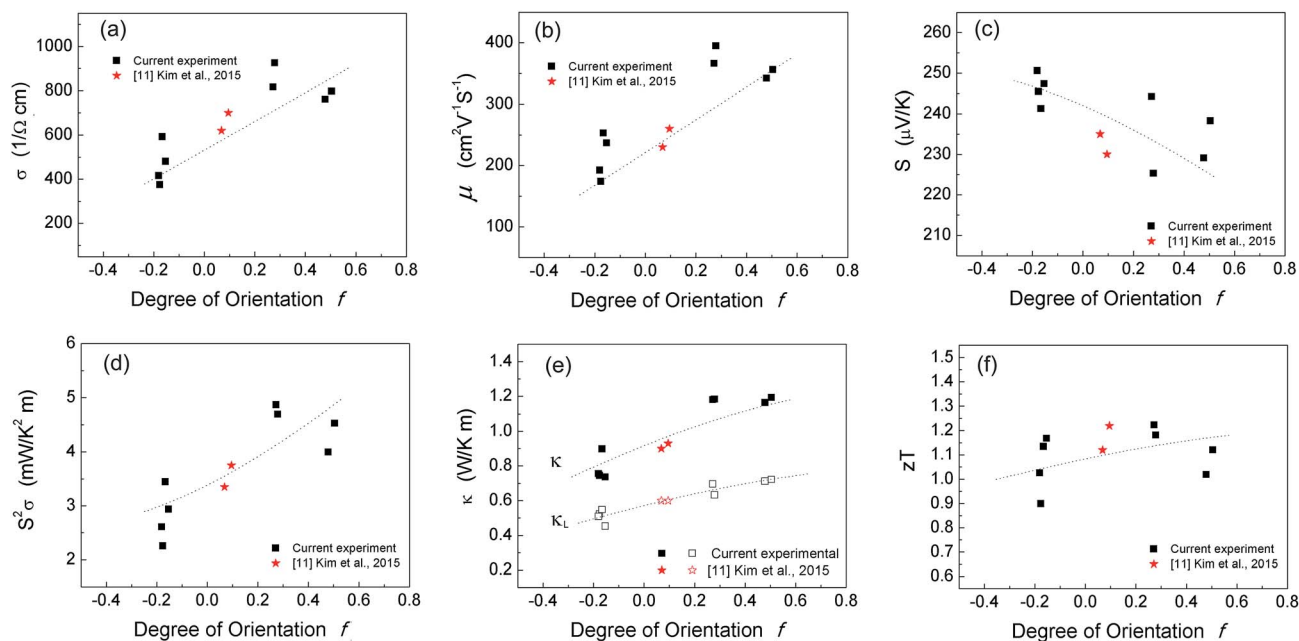 (a)
1000
800
600
400
200
σ (1/Ω cm)
Current experiment
[11] Kim et al., 2015
-0.4 -0.2 0.0 0.2 0.4 0.6 0.8
Degree of Orientation f
(b)
400
300
200
100
μ (cm²V⁻¹S⁻¹)
Current experiment
[11] Kim et al., 2015
-0.4 -0.2 0.0 0.2 0.4 0.6 0.8
Degree of Orientation f
(c)
260
250
240
230
220
210
S (μV/K)
Current experiment
[11] Kim et al., 2015
-0.4 -0.2 0.0 0.2 0.4 0.6 0.8
Degree of Orientation f
(d)
6
5
4
3
2
S²σ (mW/K² m)
Current experiment
[11] Kim et al., 2015
-0.4 -0.2 0.0 0.2 0.4 0.6 0.8
Degree of Orientation f
(e)
1.4
1.2
1.0
0.8
0.6
0.4
0.2
κ (W/K m)
κ
κL
Current experimental
[11] Kim et al., 2015
-0.4 -0.2 0.0 0.2 0.4 0.6 0.8
Degree of Orientation f
(f)
1.5
1.4
1.3
1.2
1.1
1.0
0.9
0.8
0.7
0.6
zT
Current experiment
[11] Kim et al., 2015
-0.4 -0.2 0.0 0.2 0.4 0.6 0.8
Degree of Orientation f